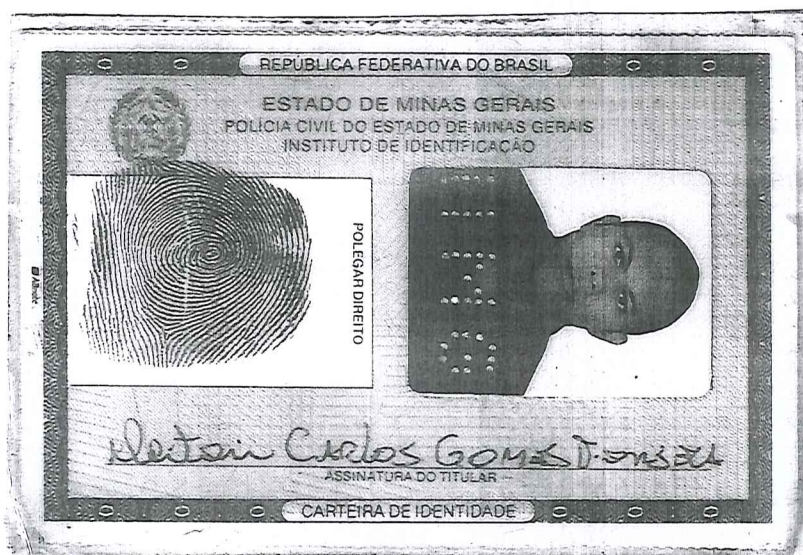 REPÚBLICA FEDERATIVA DO BRASIL
ESTADO DE MINAS GERAIS
POLÍCIA CIVIL DO ESTADO DE MINAS GERAIS
INSTITUTO DE IDENTIFICAÇÃO
POLEGAR DIREITO
CARLOS GOMES
ASSINATURA DO TITULAR
CARTEIRA DE IDENTIDADE